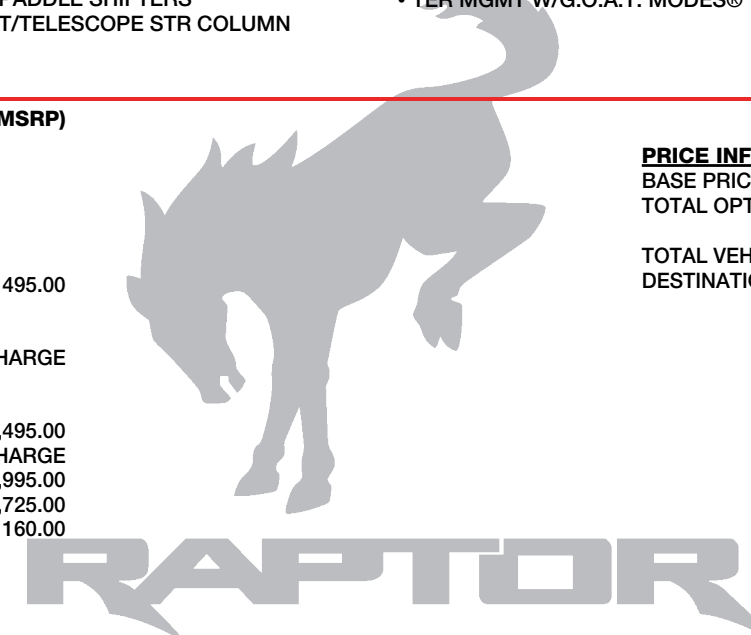 PADDLE SHIFTERS
T/TELESCOPE STR COLUMN
• TER MGMT W/G.O.A.T. MODES®
MSRP)
495.00
HARGE
,495.00
HARGE
,995.00
,725.00
160.00
PRICE INF
BASE PRIC
TOTAL OPT
TOTAL VEH
DESTINATI
RAPTOR